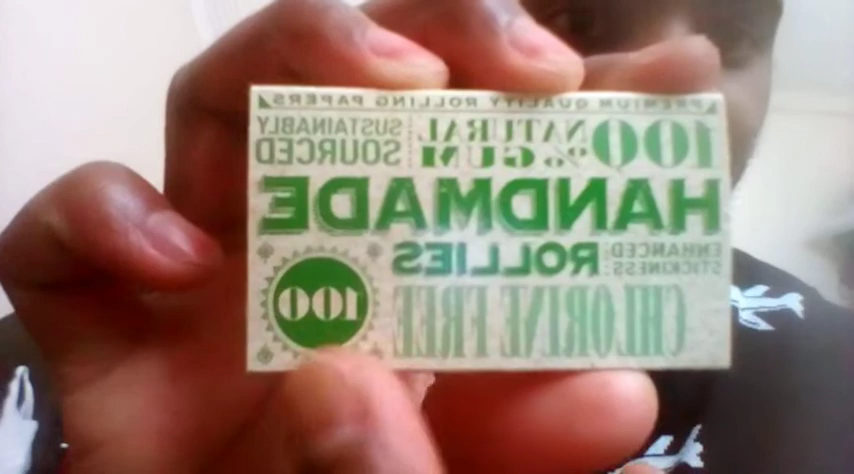 PREMIUM QUALITY ROLLING PAPERS
100% NATURAL GUM
SUSTAINABLY SOURCED
HANDMADE
ENHANCED STICKINESS
ROLLIES
CHLORINE FREE
100